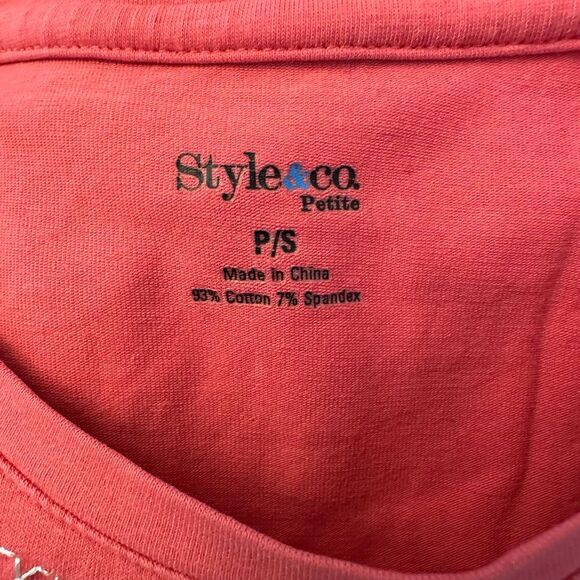 Style&co.
Petite
P/S
Made in China
93% Cotton 7% Spandex